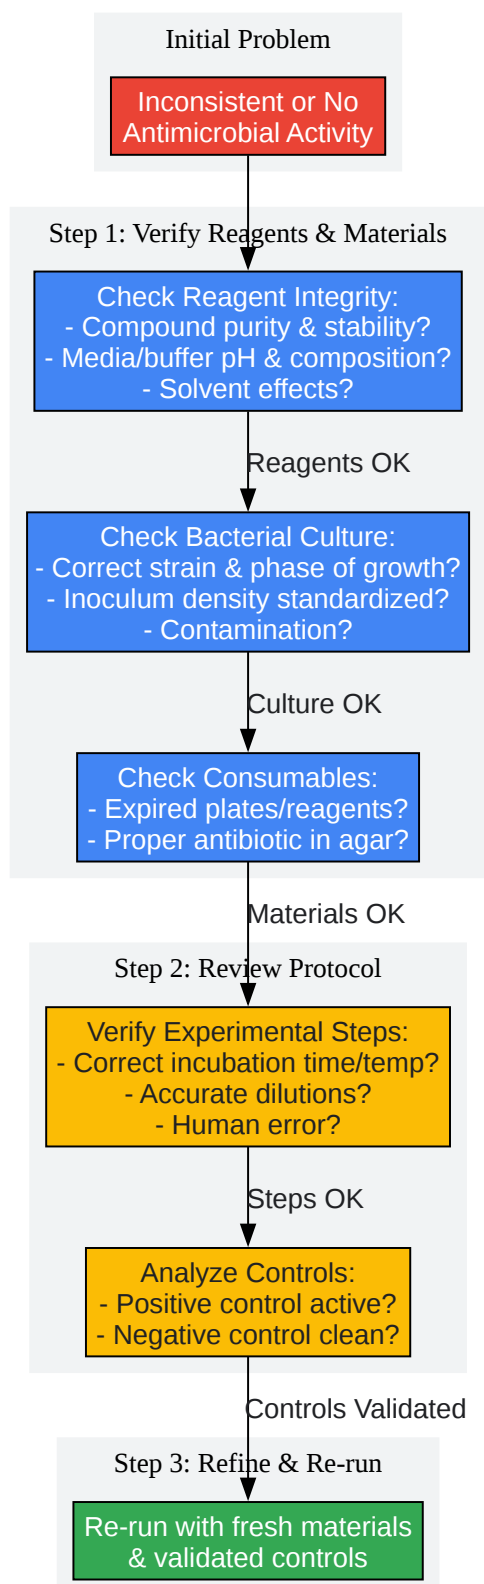 Initial Problem
Inconsistent or No
Antimicrobial Activity
Step 1: Verify Reagents & Materials
Check Reagent Integrity:
- Compound purity & stability?
- Media/buffer pH & composition?
- Solvent effects?
Reagents OK
Check Bacterial Culture:
- Correct strain & phase of growth?
- Inoculum density standardized?
- Contamination?
Culture OK
Check Consumables:
- Expired plates/reagents?
- Proper antibiotic in agar?
Materials OK
Step 2: Review Protocol
Verify Experimental Steps:
- Correct incubation time/temp?
- Accurate dilutions?
- Human error?
Steps OK
Analyze Controls:
- Positive control active?
- Negative control clean?
Controls Validated
Step 3: Refine & Re-run
Re-run with fresh materials
& validated controls